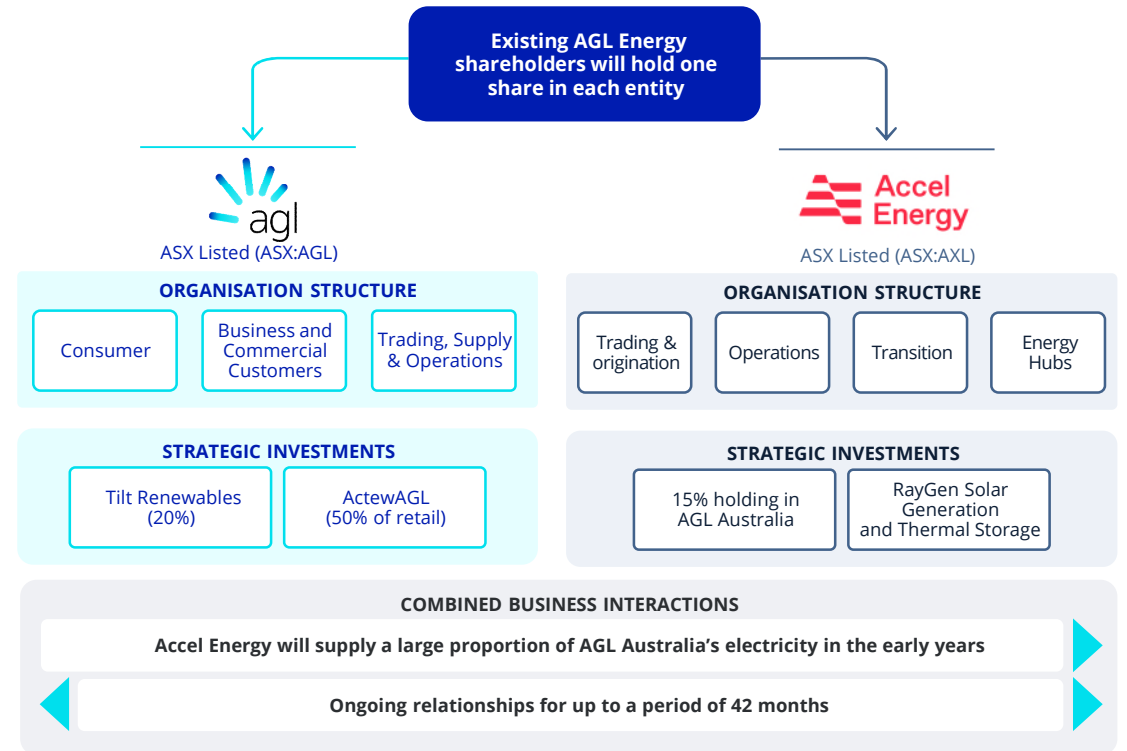 Existing AGL Energy
shareholders will hold one
share in each entity
agl
ASX Listed (ASX:AGL)
ORGANISATION STRUCTURE
Consumer
Business and
Commercial
Customers
Trading, Supply
& Operations
STRATEGIC INVESTMENTS
Tilt Renewables
(20%)
ActewAGL
(50% of retail)
Accel
Energy
ASX Listed (ASX:AXL)
ORGANISATION STRUCTURE
Trading &
origination
Operations
Transition
Energy
Hubs
STRATEGIC INVESTMENTS
15% holding in
AGL Australia
RayGen Solar
Generation
and Thermal Storage
COMBINED BUSINESS INTERACTIONS
Accel Energy will supply a large proportion of AGL Australia’s electricity in the early years
Ongoing relationships for up to a period of 42 months